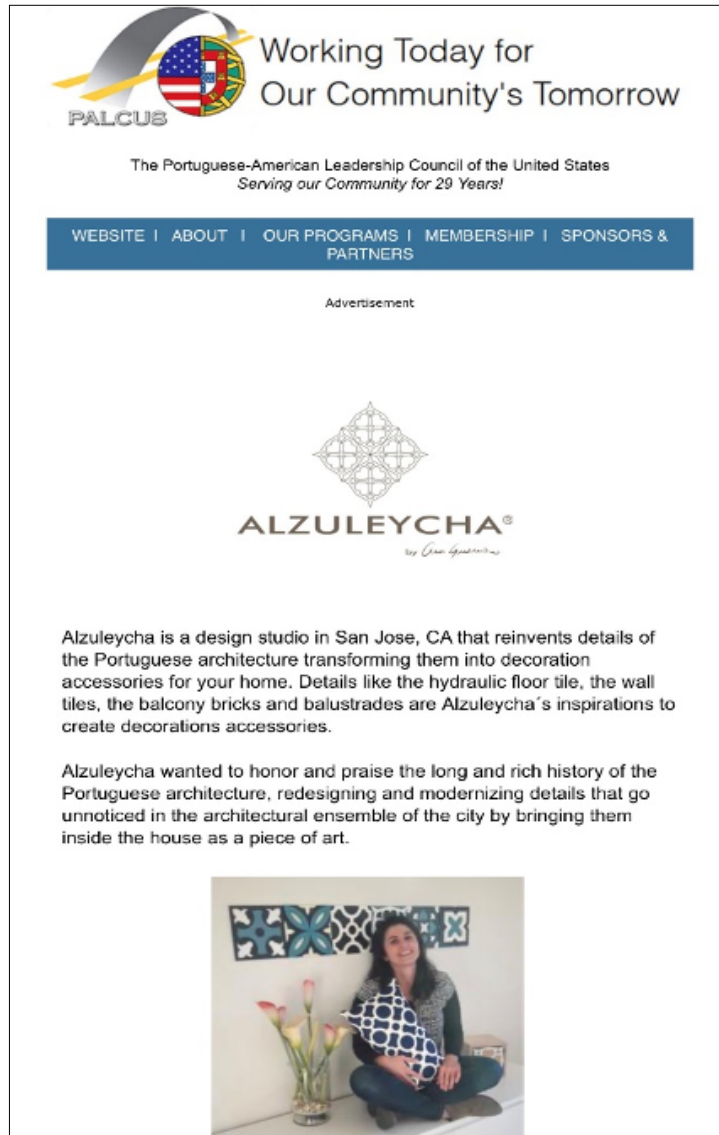 PALCUS
Working Today for
Our Community's Tomorrow
The Portuguese-American Leadership Council of the United States
Serving our Community for 29 Years!
WEBSITE I ABOUT I OUR PROGRAMS I MEMBERSHIP I SPONSORS &
PARTNERS
Advertisement
ALZULEYCHA®
by
Alzuleycha is a design studio in San Jose, CA that reinvents details of
the Portuguese architecture transforming them into decoration
accessories for your home. Details like the hydraulic floor tile, the wall
tiles, the balcony bricks and balustrades are Alzuleycha´s inspirations to
create decorations accessories.
Alzuleycha wanted to honor and praise the long and rich history of the
Portuguese architecture, redesigning and modernizing details that go
unnoticed in the architectural ensemble of the city by bringing them
inside the house as a piece of art.